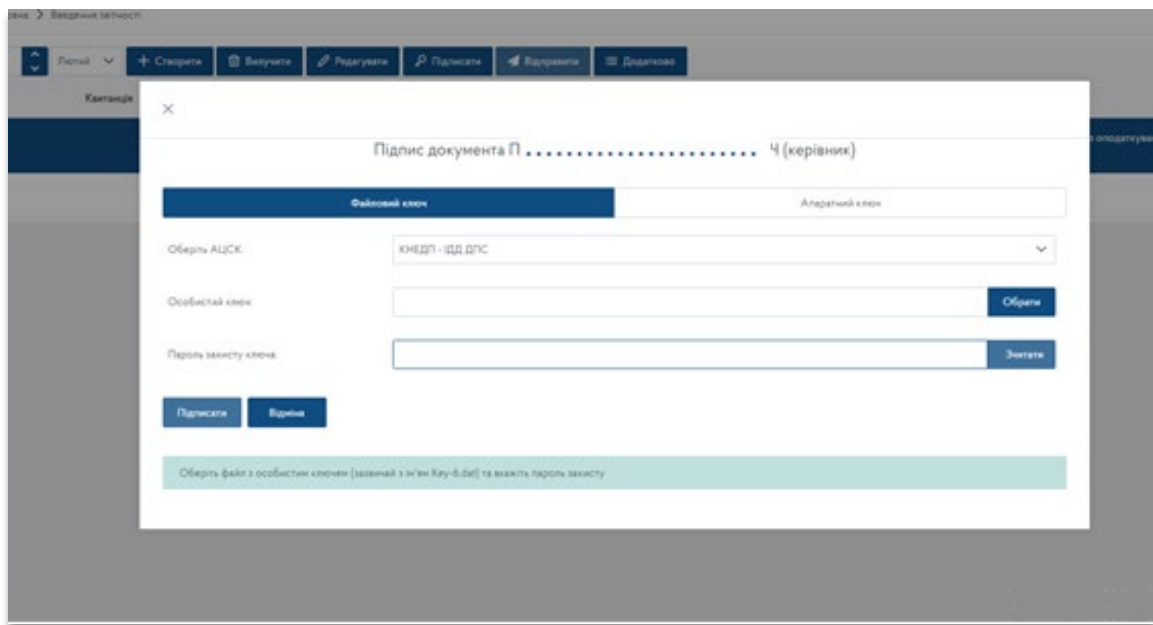 Введення звітності
Лютий
Створити
Вилучити
Редагувати
Підписати
Відправити
Додатково
Квитанція
Підпис документа П ....................... Ч (керівник)
Файловий ключ
Апаратний ключ
Оберіть АЦСК:
КНЕДП - ІДД ДПС
Особистий ключ:
Обрати
Пароль захисту ключа:
Зчитати
Підписати
Відміна
Оберіть файл з особистим ключем (зазвичай з ім'ям Key-6.dat) та вкажіть пароль захисту